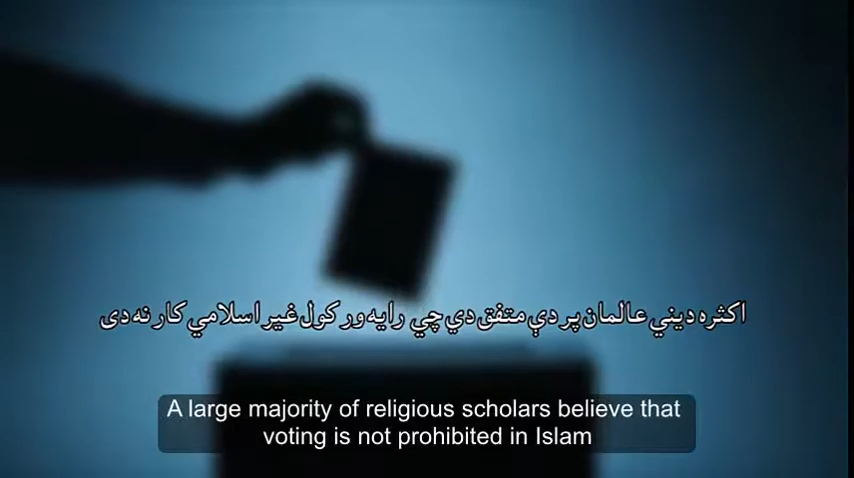 اکثره ديني عالمان پر دې متفق دي چي رايه ورکول غير اسلامي کار نه دی
A large majority of religious scholars believe that
voting is not prohibited in Islam